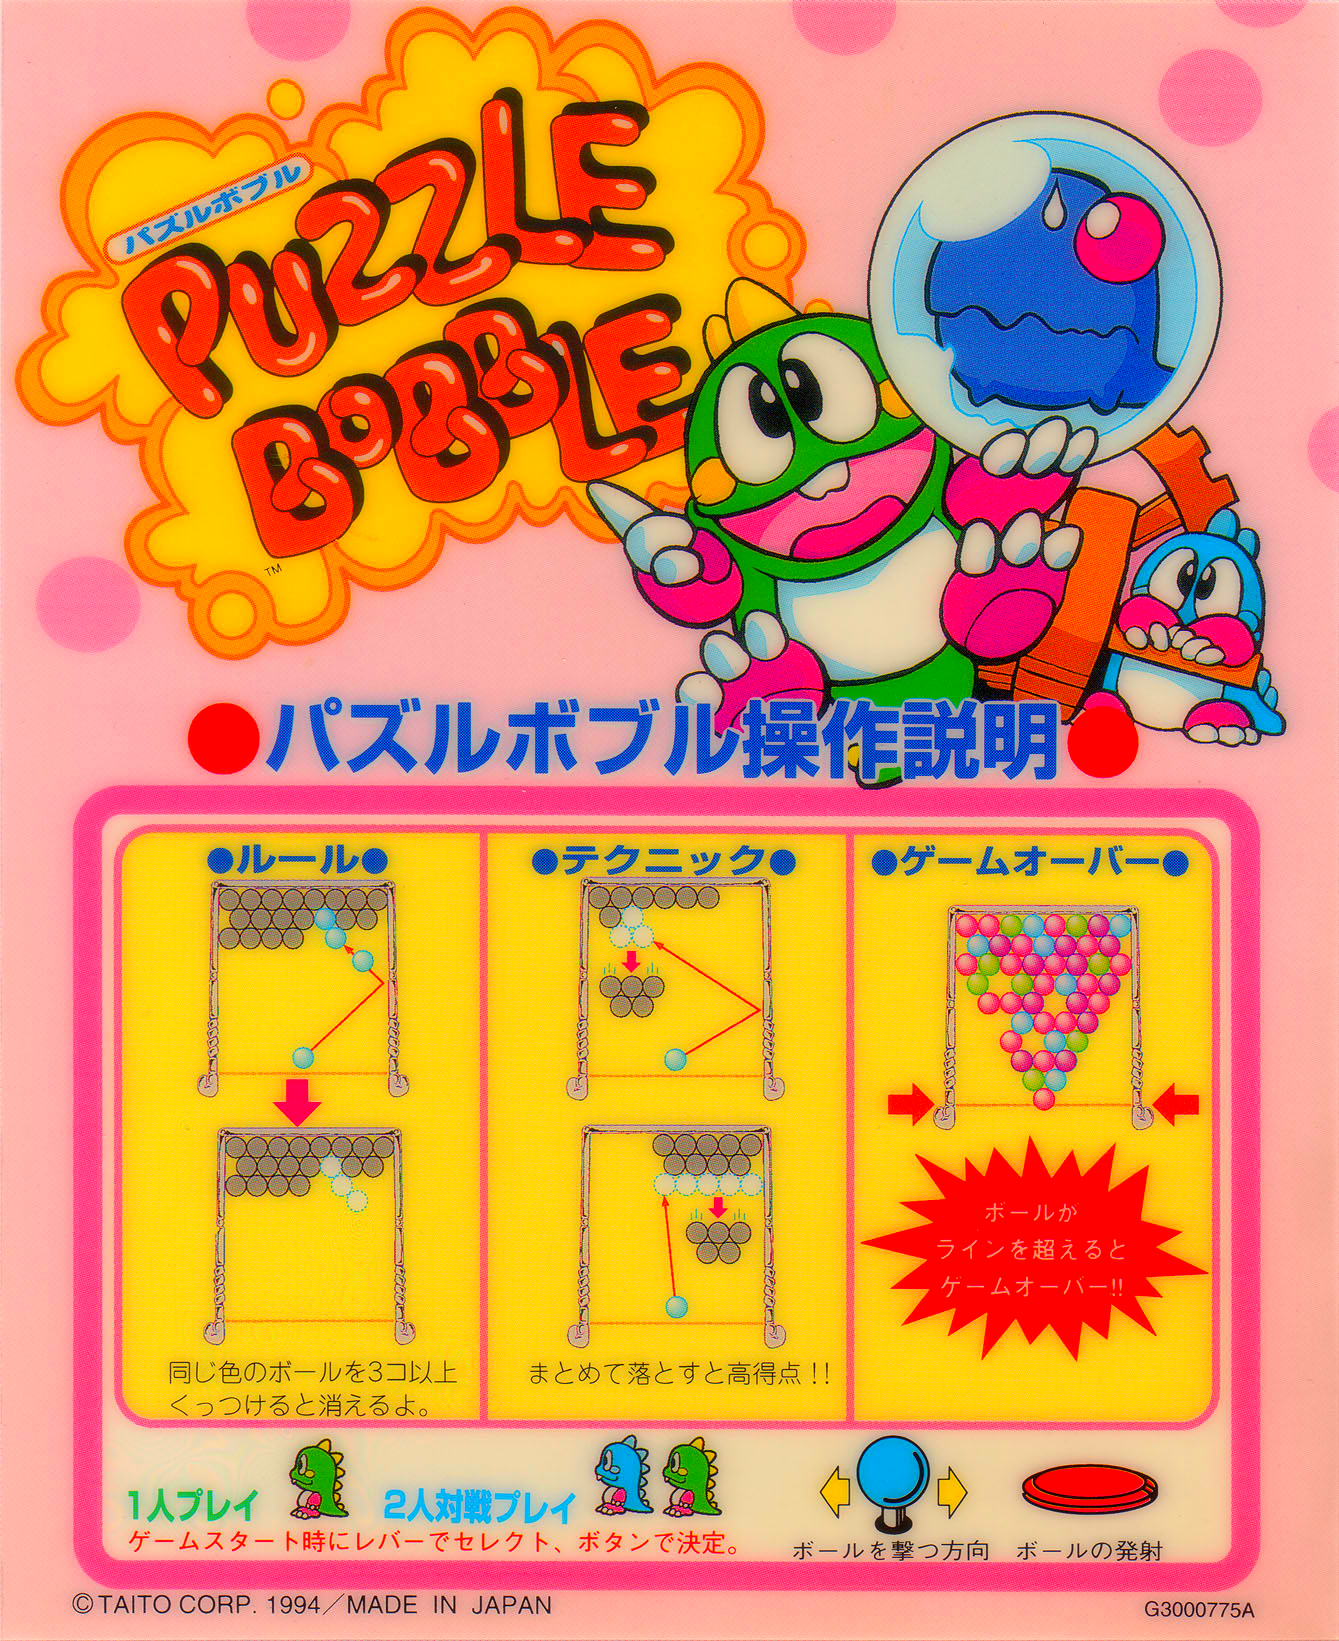 パズルボブル
PUZZLE
BOBBLE
TM
●パズルボブル操作説明●
●ルール●
●テクニック●
●ゲームオーバー●
ボールが
ラインを超えると
ゲームオーバー!!
同じ色のボールを3コ以上
くっつけると消えるよ。
まとめて落とすと高得点!!
1人プレイ
2人対戦プレイ
ゲームスタート時にレバーでセレクト、ボタンで決定。
ボールを撃つ方向
ボールの発射
©TAITO CORP. 1994/MADE IN JAPAN
G3000775A